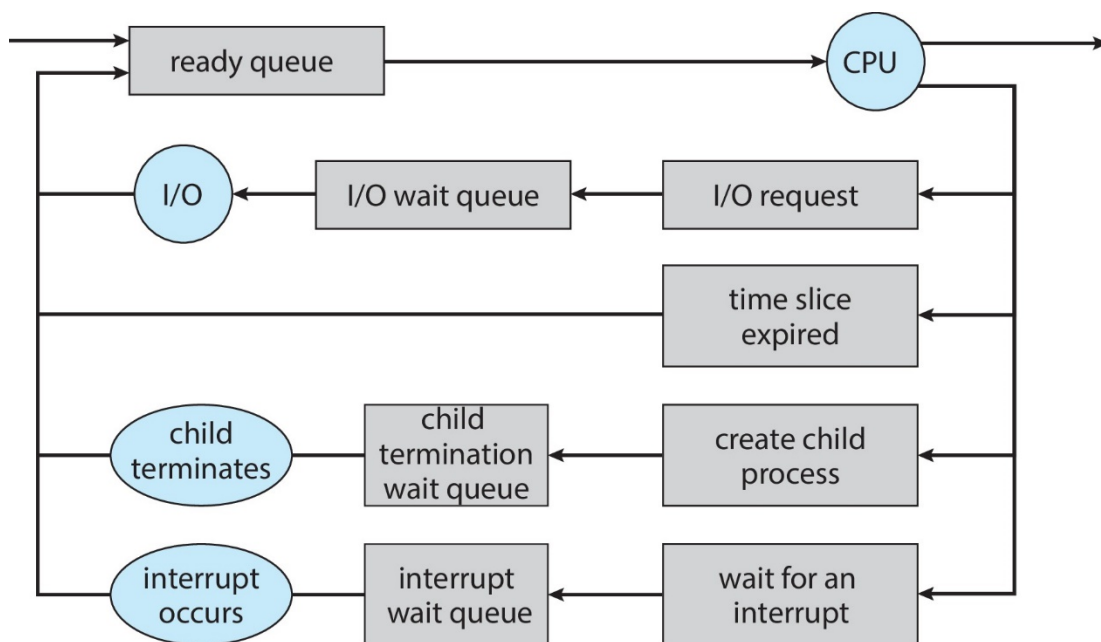 ready queue
CPU
I/O
I/O wait queue
I/O request
time slice
expired
child
terminates
child
termination
wait queue
create child
process
interrupt
occurs
interrupt
wait queue
wait for an
interrupt